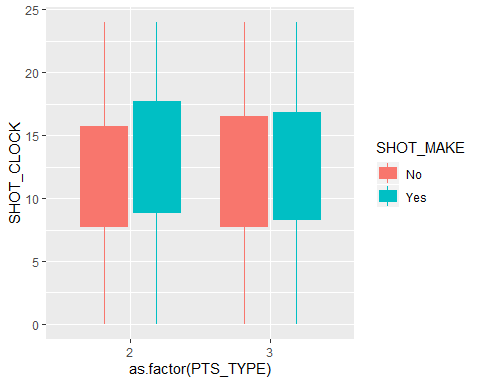 25
20
15
10
5
0
SHOT_CLOCK
2 3
as.factor(PTS_TYPE)
SHOT_MAKE
No
Yes